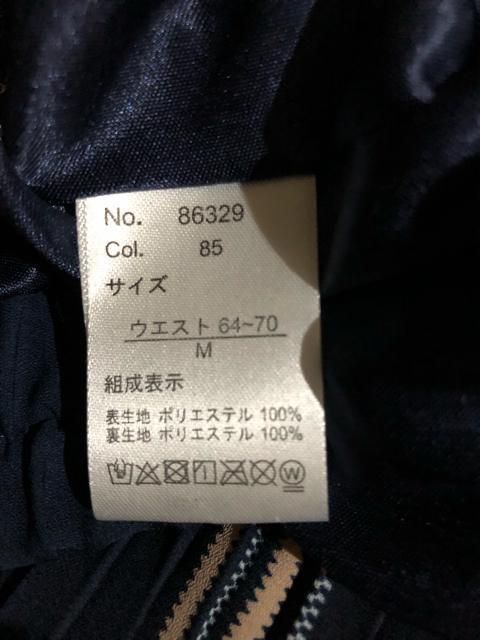 No. 86329
Col. 85
サイズ
ウエスト 64~70
M
組成表示
表生地 ポリエステル 100%
裏生地 ポリエステル 100%
W